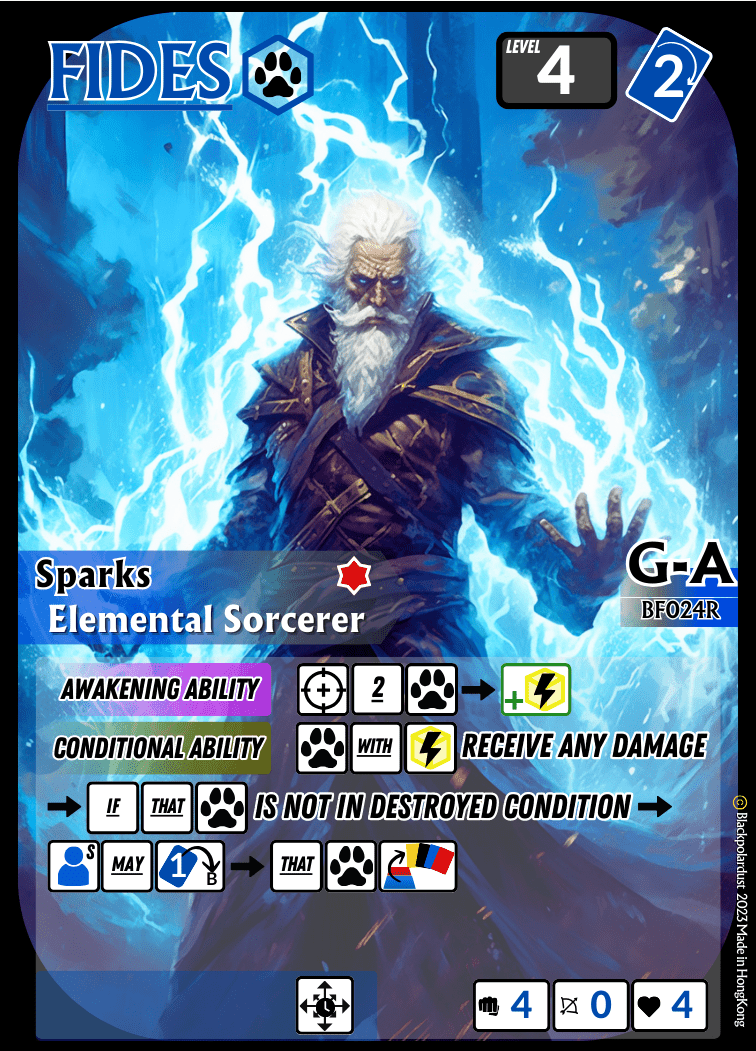 FIDES
LEVEL 4
2
Sparks
Elemental Sorcerer
G-A
BF024R
AWAKENING ABILITY 2 +
CONDITIONAL ABILITY WITH RECEIVE ANY DAMAGE
IF THAT IS NOT IN DESTROYED CONDITION
S MAY 1 B THAT
4 0 4
© Blackpolardust 2023 Made in HongKong